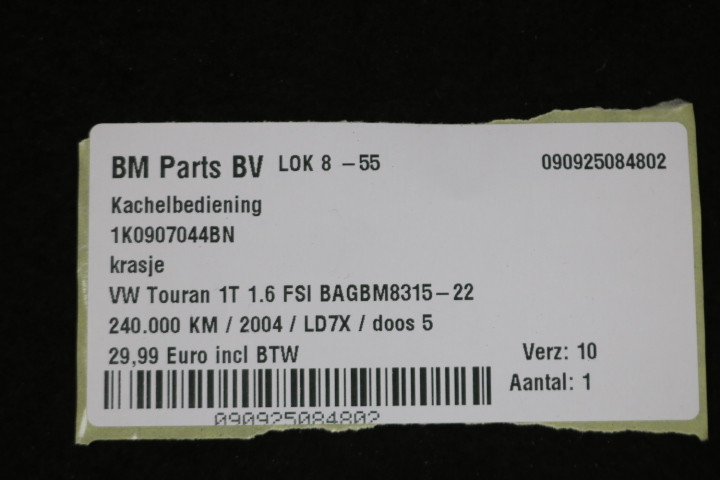 BM Parts BV LOK 8 -55 090925084802
Kachelbediening
1K0907044BN
krasje
VW Touran 1T 1.6 FSI BAGBM8315-22
240.000 KM / 2004 / LD7X / doos 5
29,99 Euro incl BTW Verz: 10
Aantal: 1
090925084802